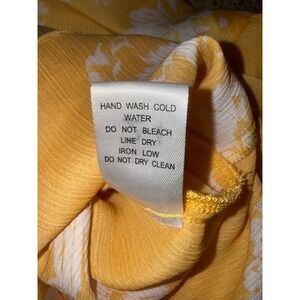 HAND WASH COLD
WATER
DO NOT BLEACH
LINE DRY
IRON LOW
DO NOT DRY CLEAN